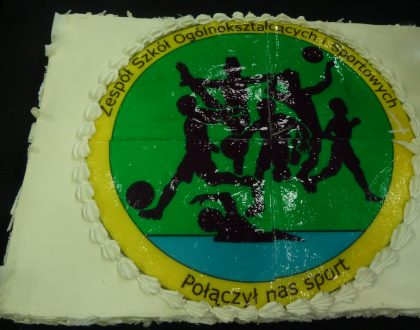 Zespół Szkół Ogólnokształcących i Sportowych
Połączył nas sport